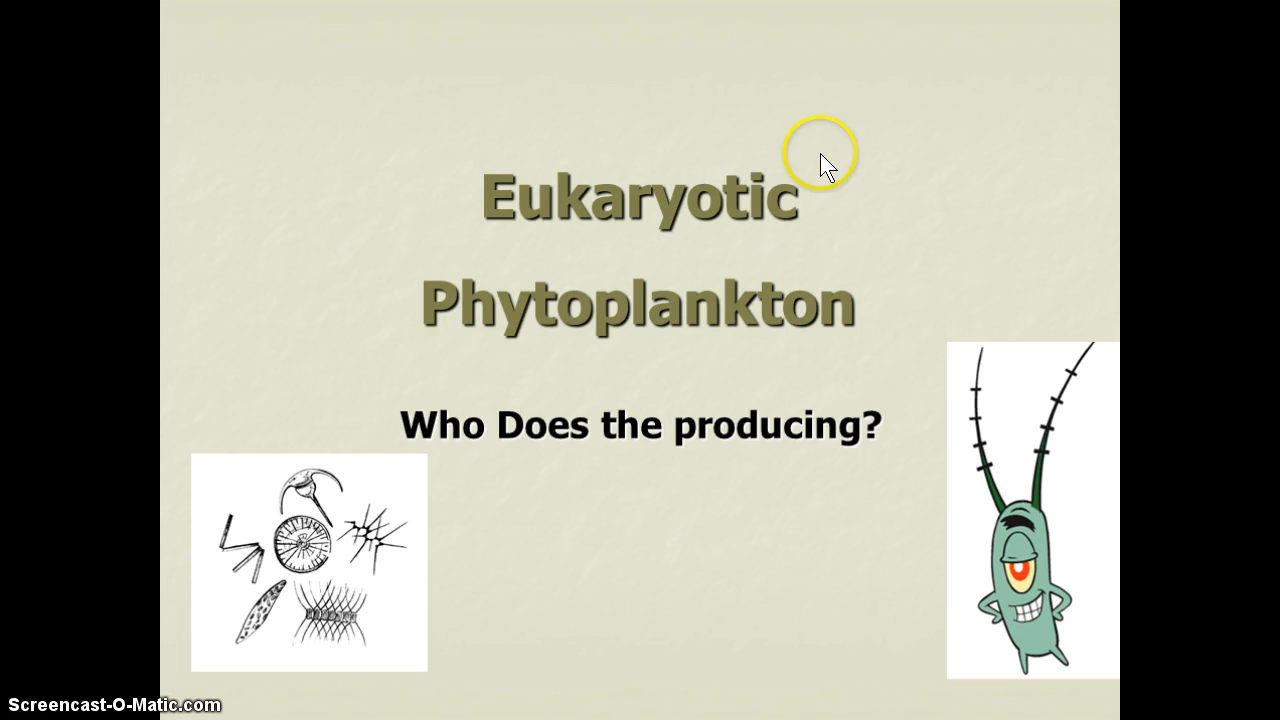 Eukaryotic
Phytoplankton
Who Does the producing?
Screencast-O-Matic.com